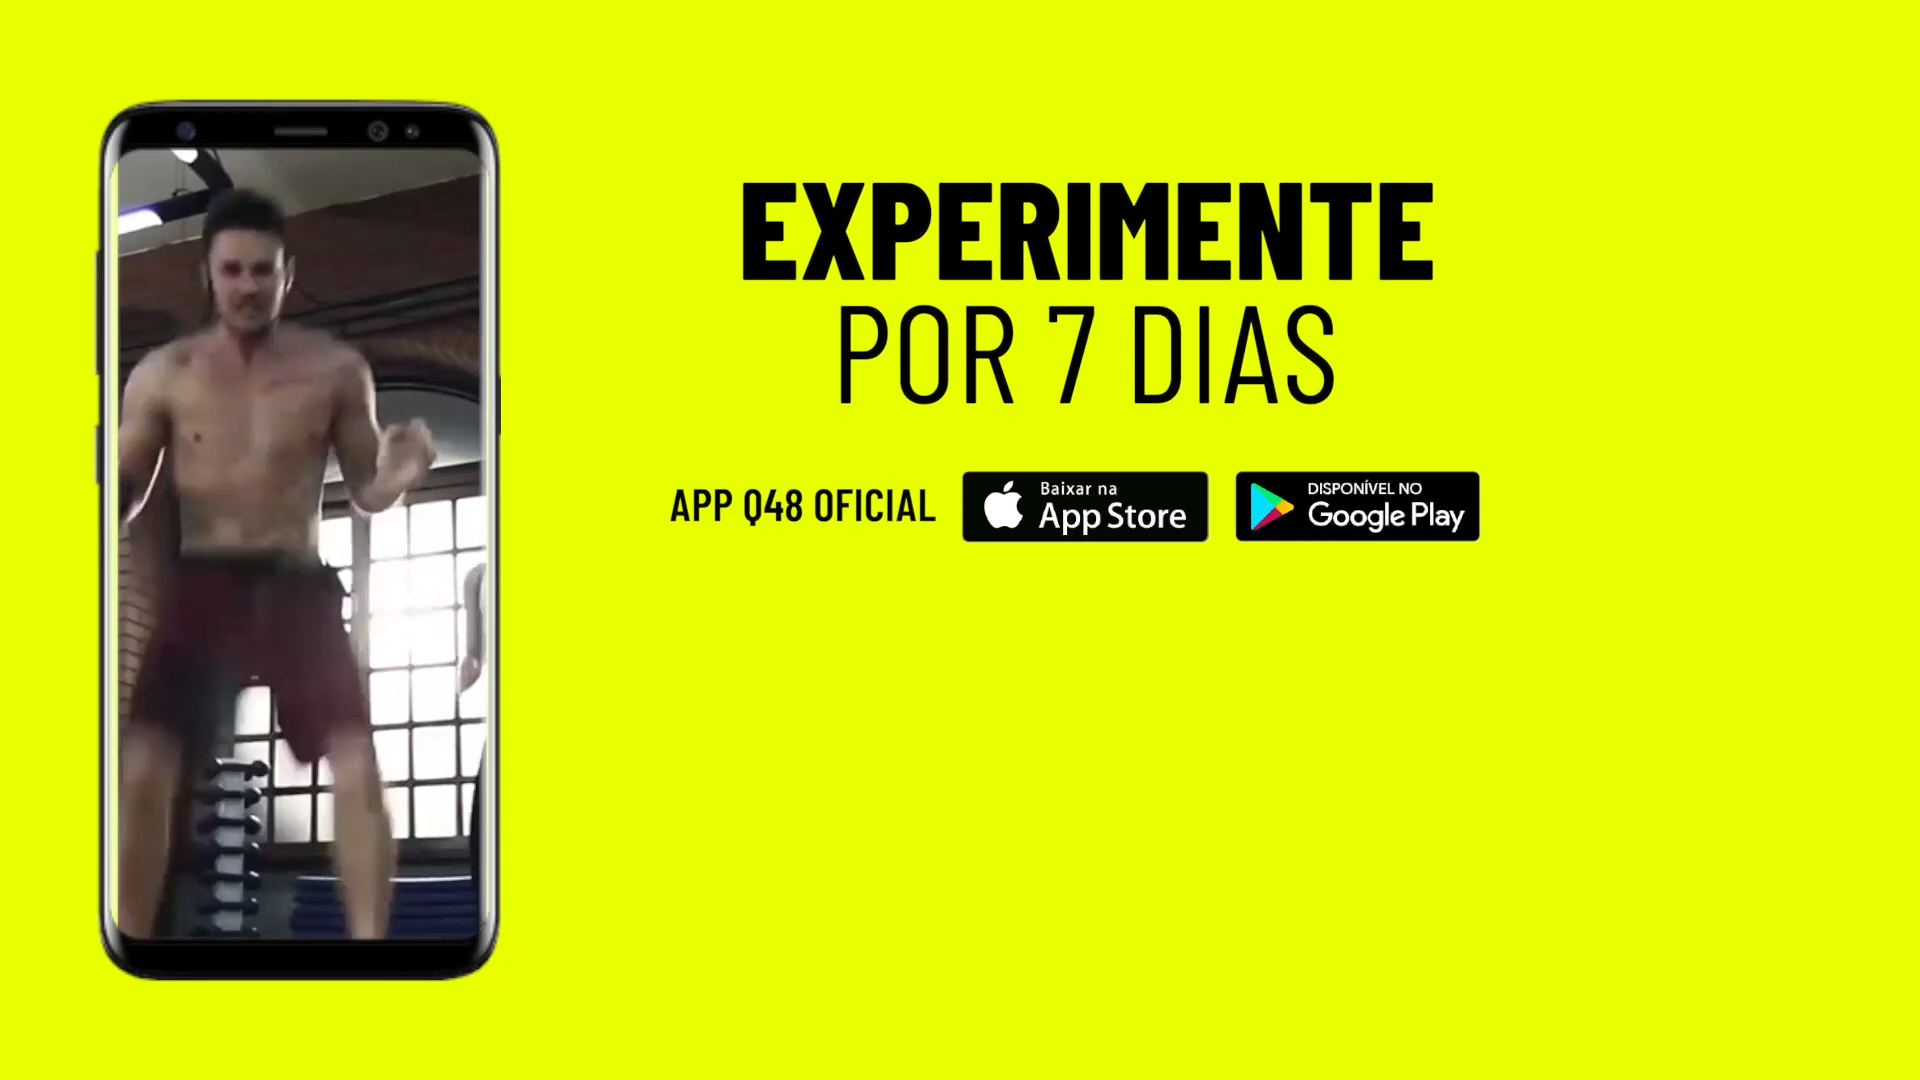 EXPERIMENTE
POR 7 DIAS
APP Q48 OFICIAL
Baixar na
App Store
DISPONÍVEL NO
Google Play